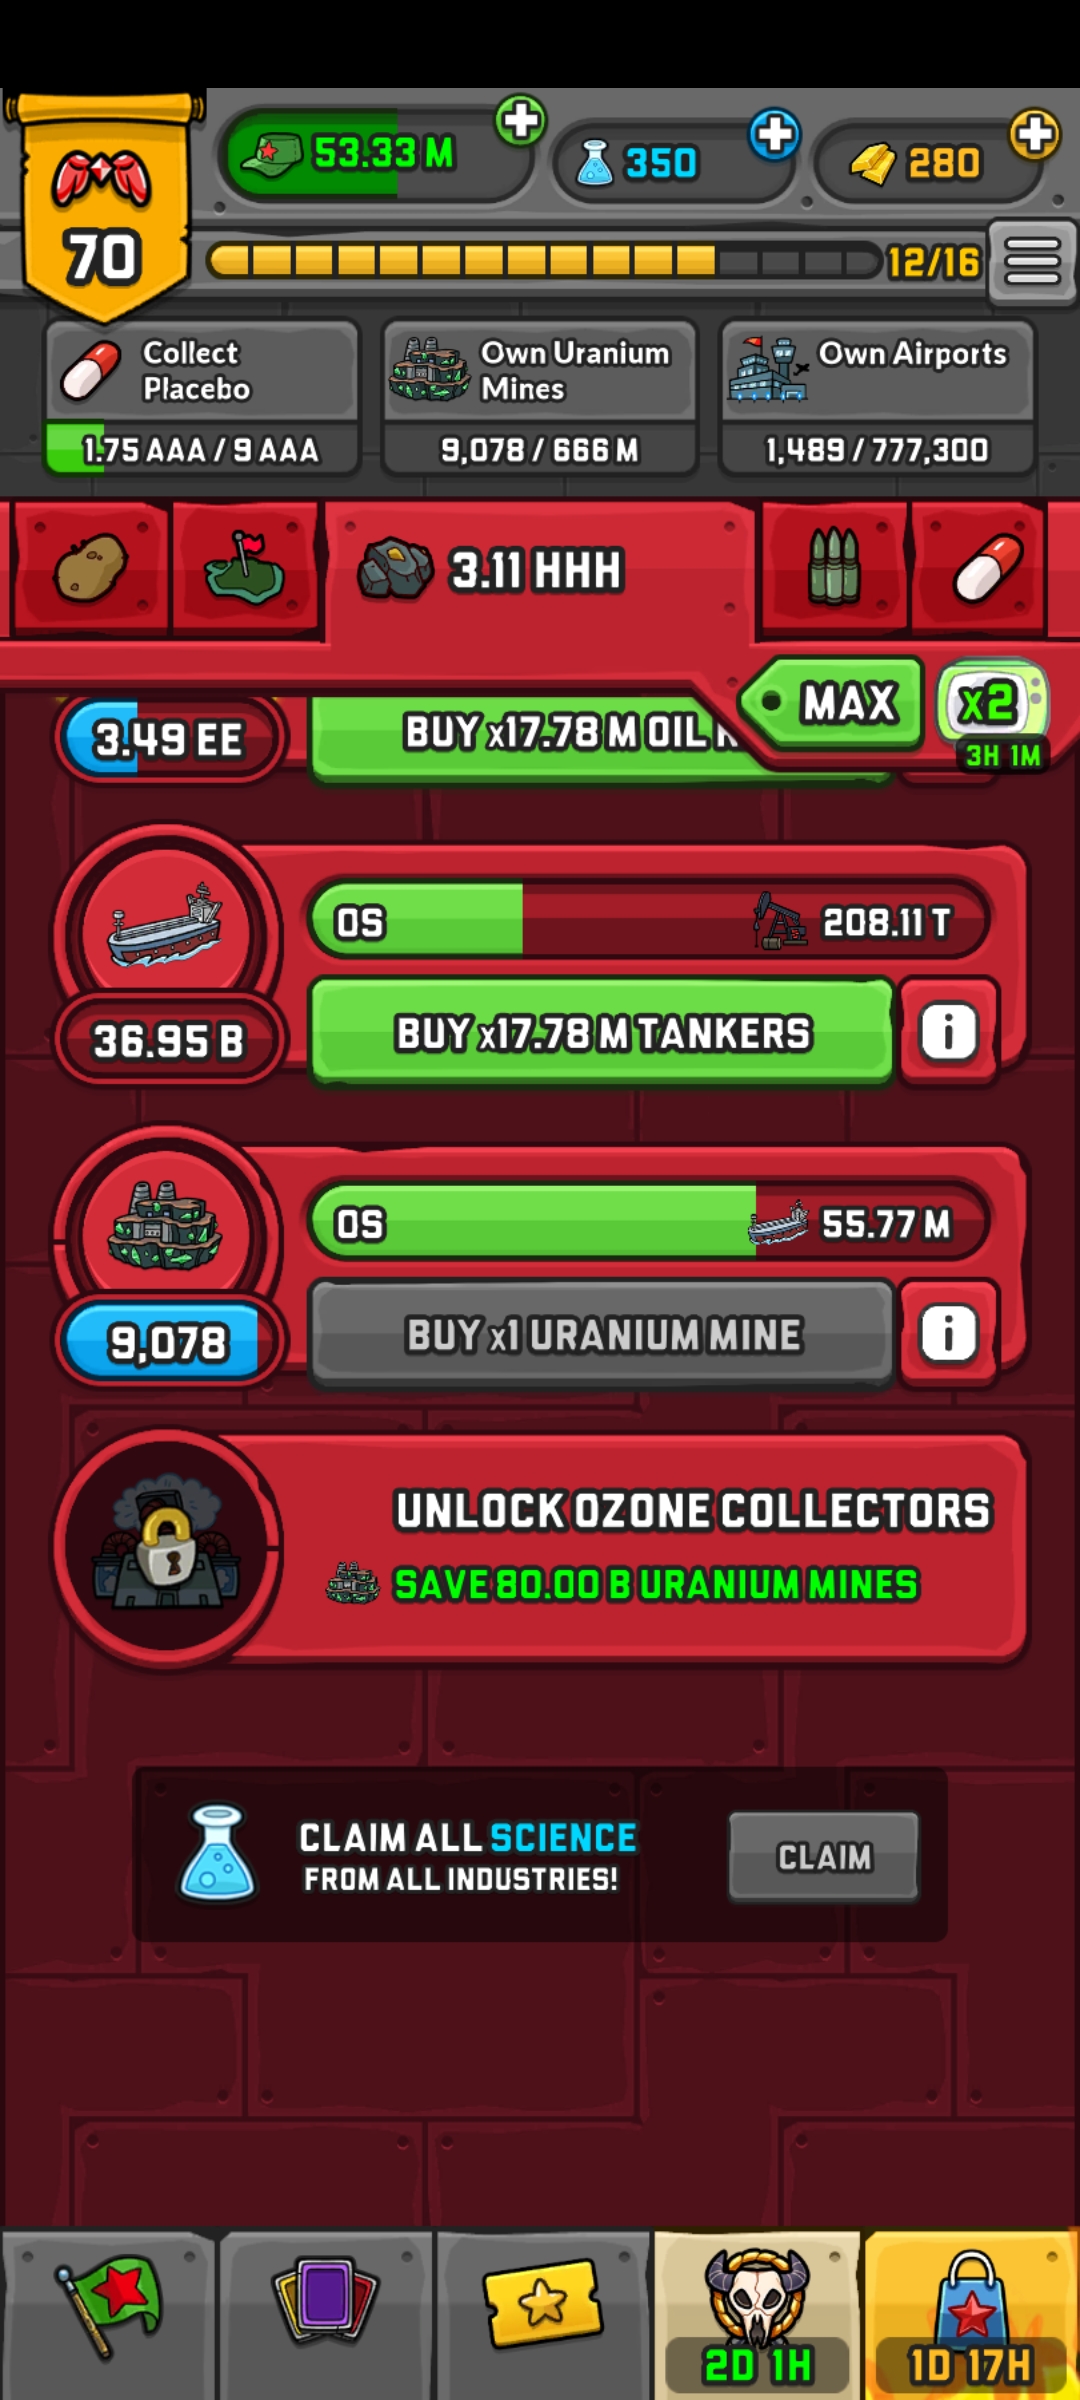 53.33 M
350
280
70
12/16
Collect
Placebo
1.75 AAA / 9 AAA
Own Uranium
Mines
9,078 / 666 M
Own Airports
1,489 / 777,300
3.11 HHH
MAX
x2
3H 1M
3.49 EE
BUY x17.78 M OIL
0S
208.11 T
36.95 B
BUY x17.78 M TANKERS
i
0S
55.77 M
9,078
BUY x1 URANIUM MINE
i
UNLOCK OZONE COLLECTORS
SAVE 80.00 B URANIUM MINES
CLAIM ALL SCIENCE
FROM ALL INDUSTRIES!
CLAIM
2D 1H
1D 17H